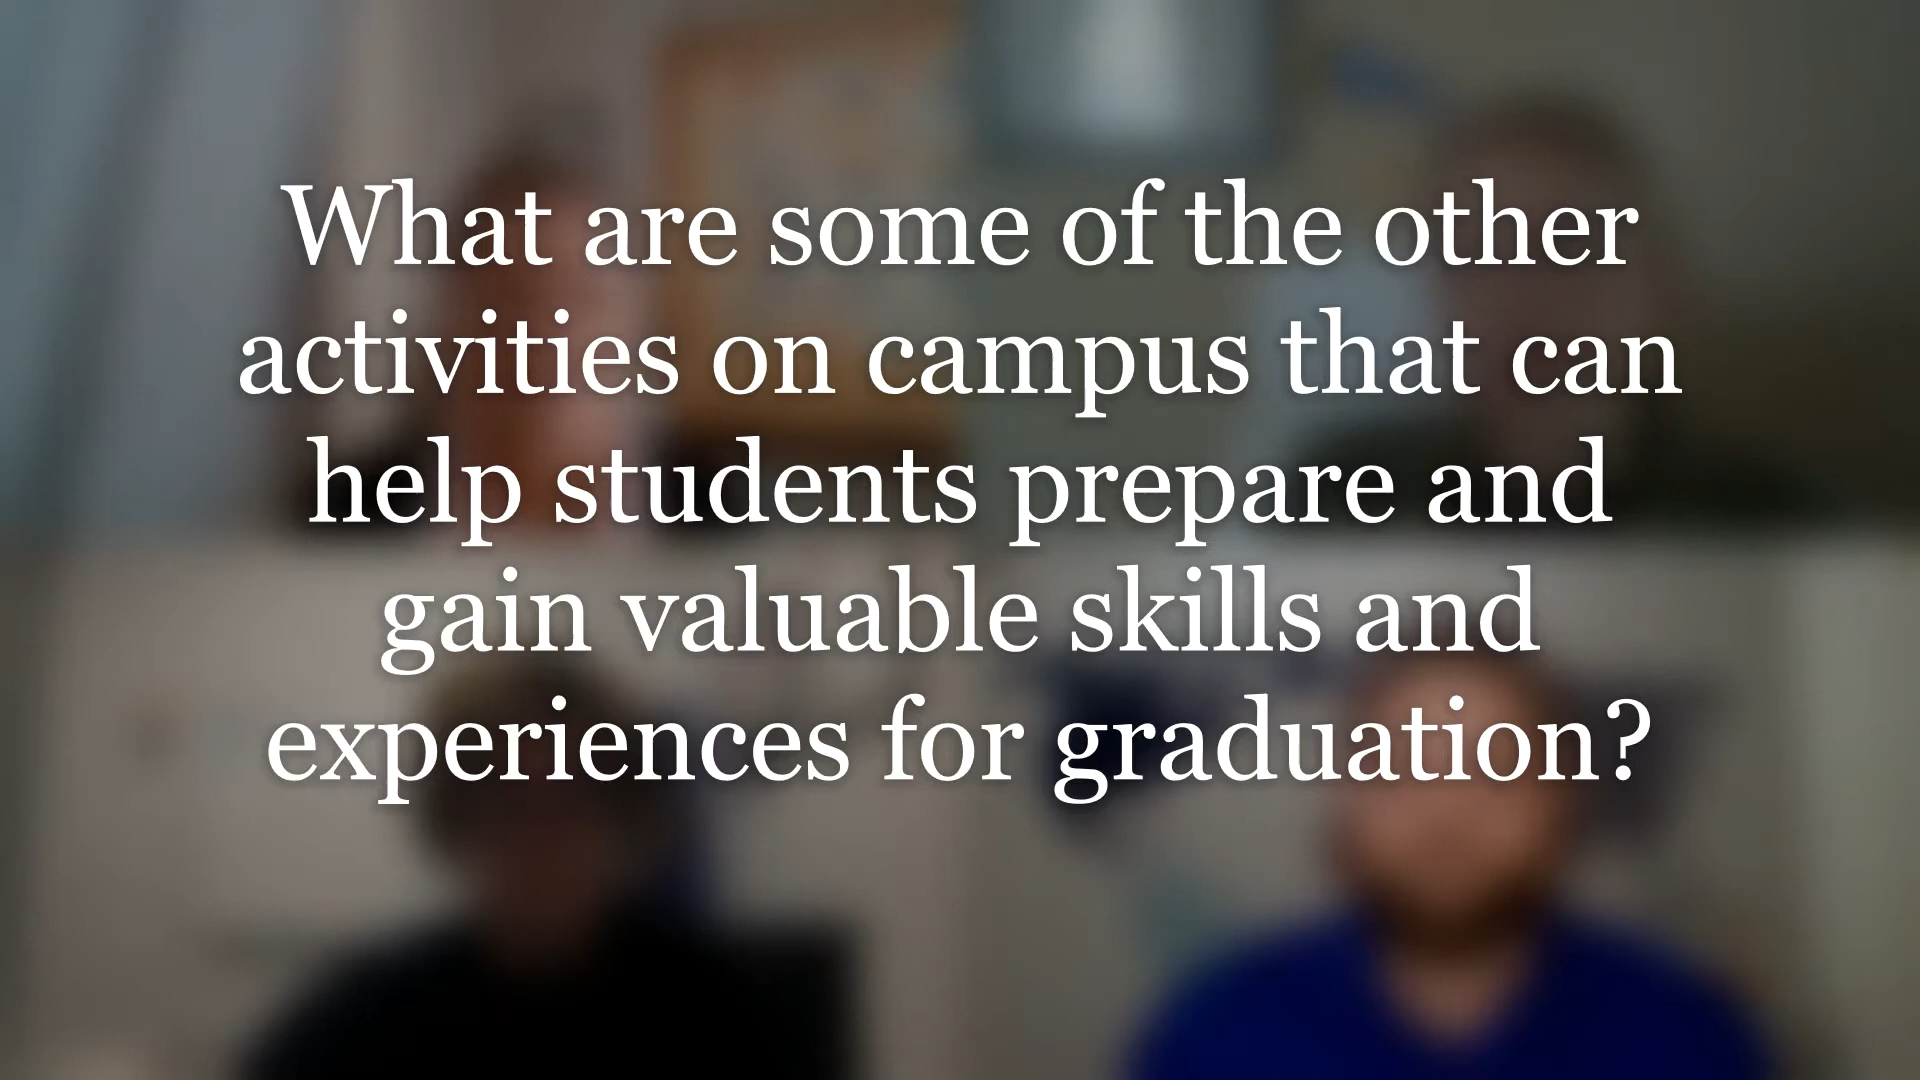 What are some of the other
activities on campus that can
help students prepare and
gain valuable skills and
experiences for graduation?